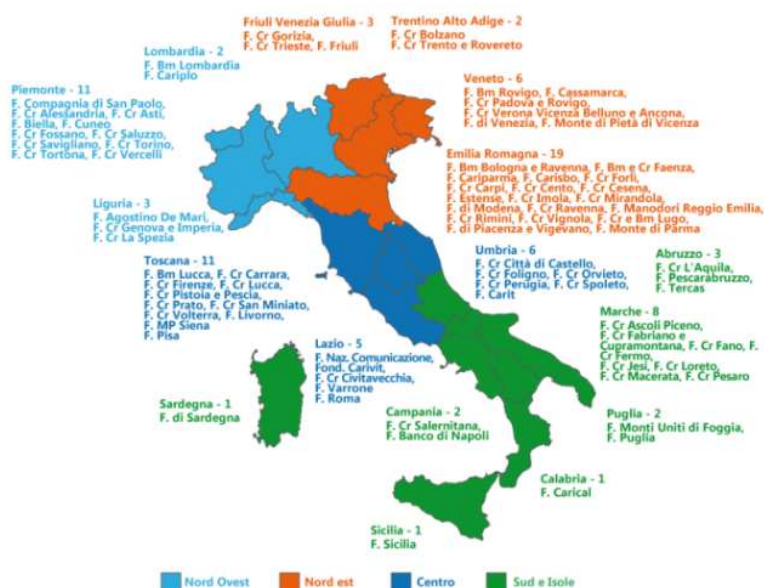 Friuli Venezia Giulia - 3
F. Cr Gorizia,
F. Cr Trieste, F. Friuli
Trentino Alto Adige - 2
F. Cr Bolzano
F. Cr Trento e Rovereto
Lombardia - 2
F. Bm Lombardia
F. Cariplo
Piemonte - 11
F. Compagnia di San Paolo,
F. Cr Alessandria, F. Cr Asti,
F. Biella, F. Cuneo
F. Cr Fossano, F. Cr Saluzzo,
F. Cr Savigliano, F. Cr Torino,
F. Cr Tortona, F. Cr Vercelli
Veneto - 6
F. Bm Rovigo, F. Cassamarca,
F. Cr Padova e Rovigo,
F. Cr Verona Vicenza Belluno e Ancona,
F. di Venezia, F. Monte di Pietà di Vicenza
Emilia Romagna - 19
F. Bm Bologna e Ravenna, F. Bm e Cr Faenza,
F. Cariparma, F. Carisbo, F. Cr Forlì,
F. Cr Carpi, F. Cr Cento, F. Cr Cesena,
F. Estense, F. Cr Imola, F. Cr Mirandola,
F. di Modena, F. Cr Ravenna, F. Manodori Reggio Emilia,
F. Cr Rimini, F. Cr Vignola, F. Cr e Bm Lugo,
F. di Piacenza e Vigevano, F. Monte di Parma
Liguria - 3
F. Agostino De Mari,
F. Cr Genova e Imperia,
F. Cr La Spezia
Toscana - 11
F. Bm Lucca, F. Cr Carrara,
F. Cr Firenze, F. Cr Lucca,
F. Cr Pistoia e Pescia,
F. Cr Prato, F. Cr San Miniato,
F. Cr Volterra, F. Livorno,
F. MP Siena
F. Pisa
Umbria - 6
F. Cr Città di Castello,
F. Cr Foligno, F. Cr Orvieto,
F. Cr Perugia, F. Cr Spoleto,
F. Carit
Abruzzo - 3
F. Cr L'Aquila,
F. Pescarabruzzo,
F. Tercas
Marche - 8
F. Cr Ascoli Piceno,
F. Cr Fabriano e
Cupramontana, F. Cr Fano, F.
Cr Fermo,
F. Cr Jesi, F. Cr Loreto,
F. Cr Macerata, F. Cr Pesaro
Lazio - 5
F. Naz. Comunicazione,
Fond. Carivit,
F. Cr Civitavecchia,
F. Varrone
F. Roma
Sardegna - 1
F. di Sardegna
Campania - 2
F. Cr Salernitana,
F. Banco di Napoli
Puglia - 2
F. Monti Uniti di Foggia,
F. Puglia
Calabria - 1
F. Carical
Sicilia - 1
F. Sicilia
Nord Ovest
Nord est
Centro
Sud e Isole